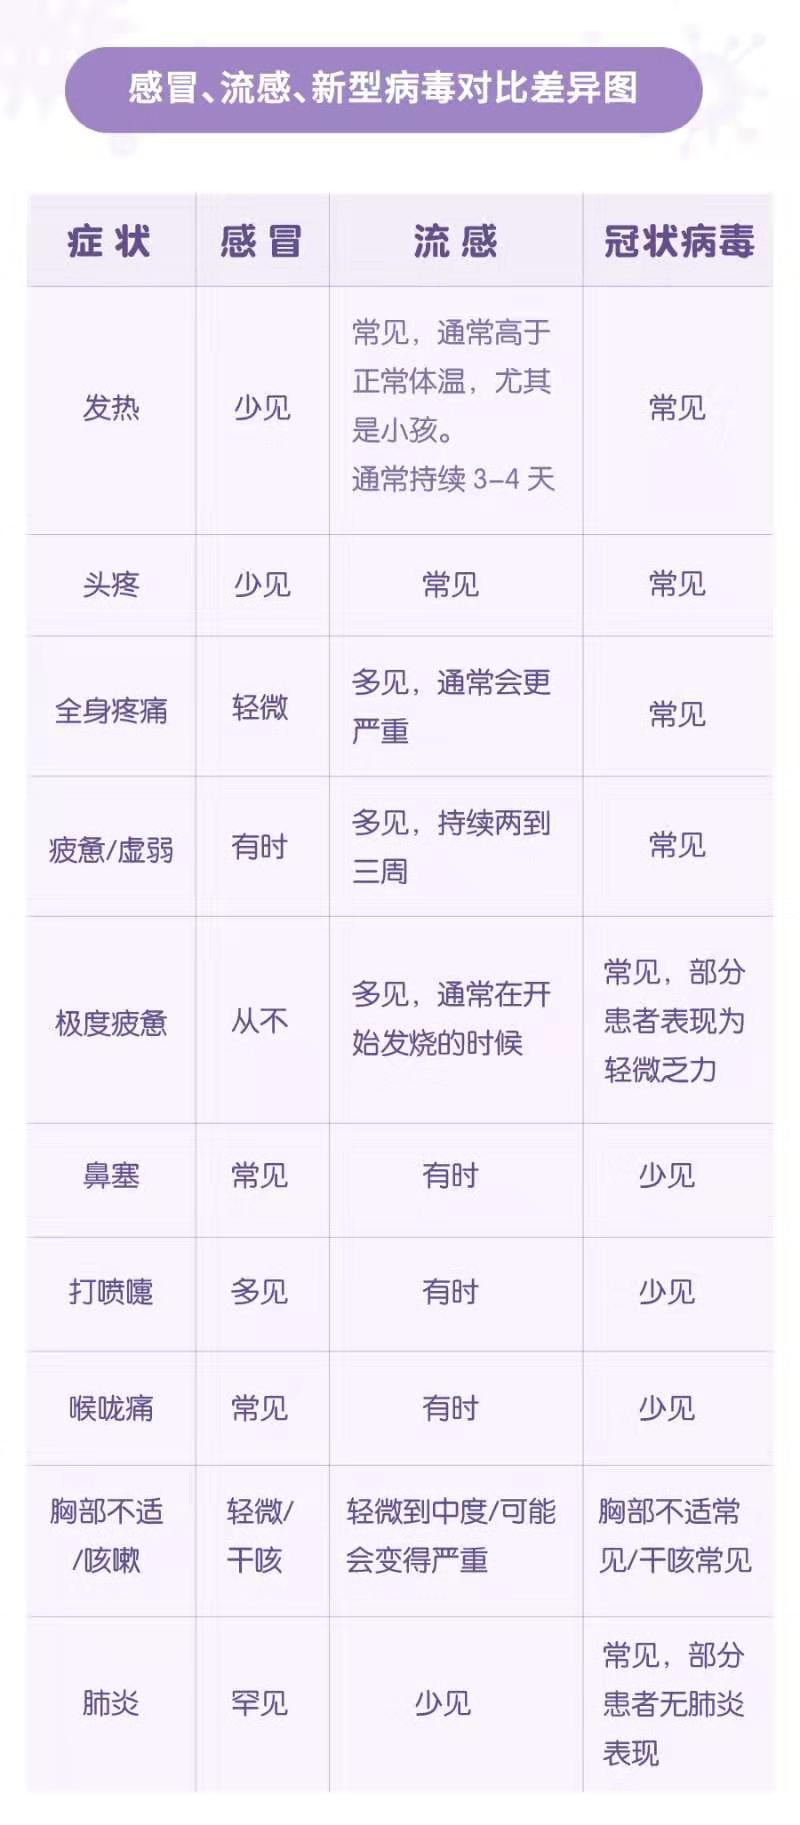 感冒、流感、新型病毒对比差异图
症状 感冒 流感 冠状病毒
发热
少见
常见，通常高于
正常体温，尤其
是小孩。
通常持续 3-4 天
常见
头疼 少见 常见 常见
全身疼痛
轻微
多见，通常会更
严重
常见
疲惫/虚弱
有时
多见，持续两到
三周
常见
极度疲惫
从不
多见，通常在开
始发烧的时候
常见，部分
患者表现为
轻微乏力
鼻塞 常见 有时 少见
打喷嚏 多见 有时 少见
喉咙痛 常见 有时 少见
胸部不适
/咳嗽
轻微/
干咳
轻微到中度/可能
会变得严重
胸部不适常
见/干咳常见
肺炎
罕见
少见
常见，部分
患者无肺炎
表现